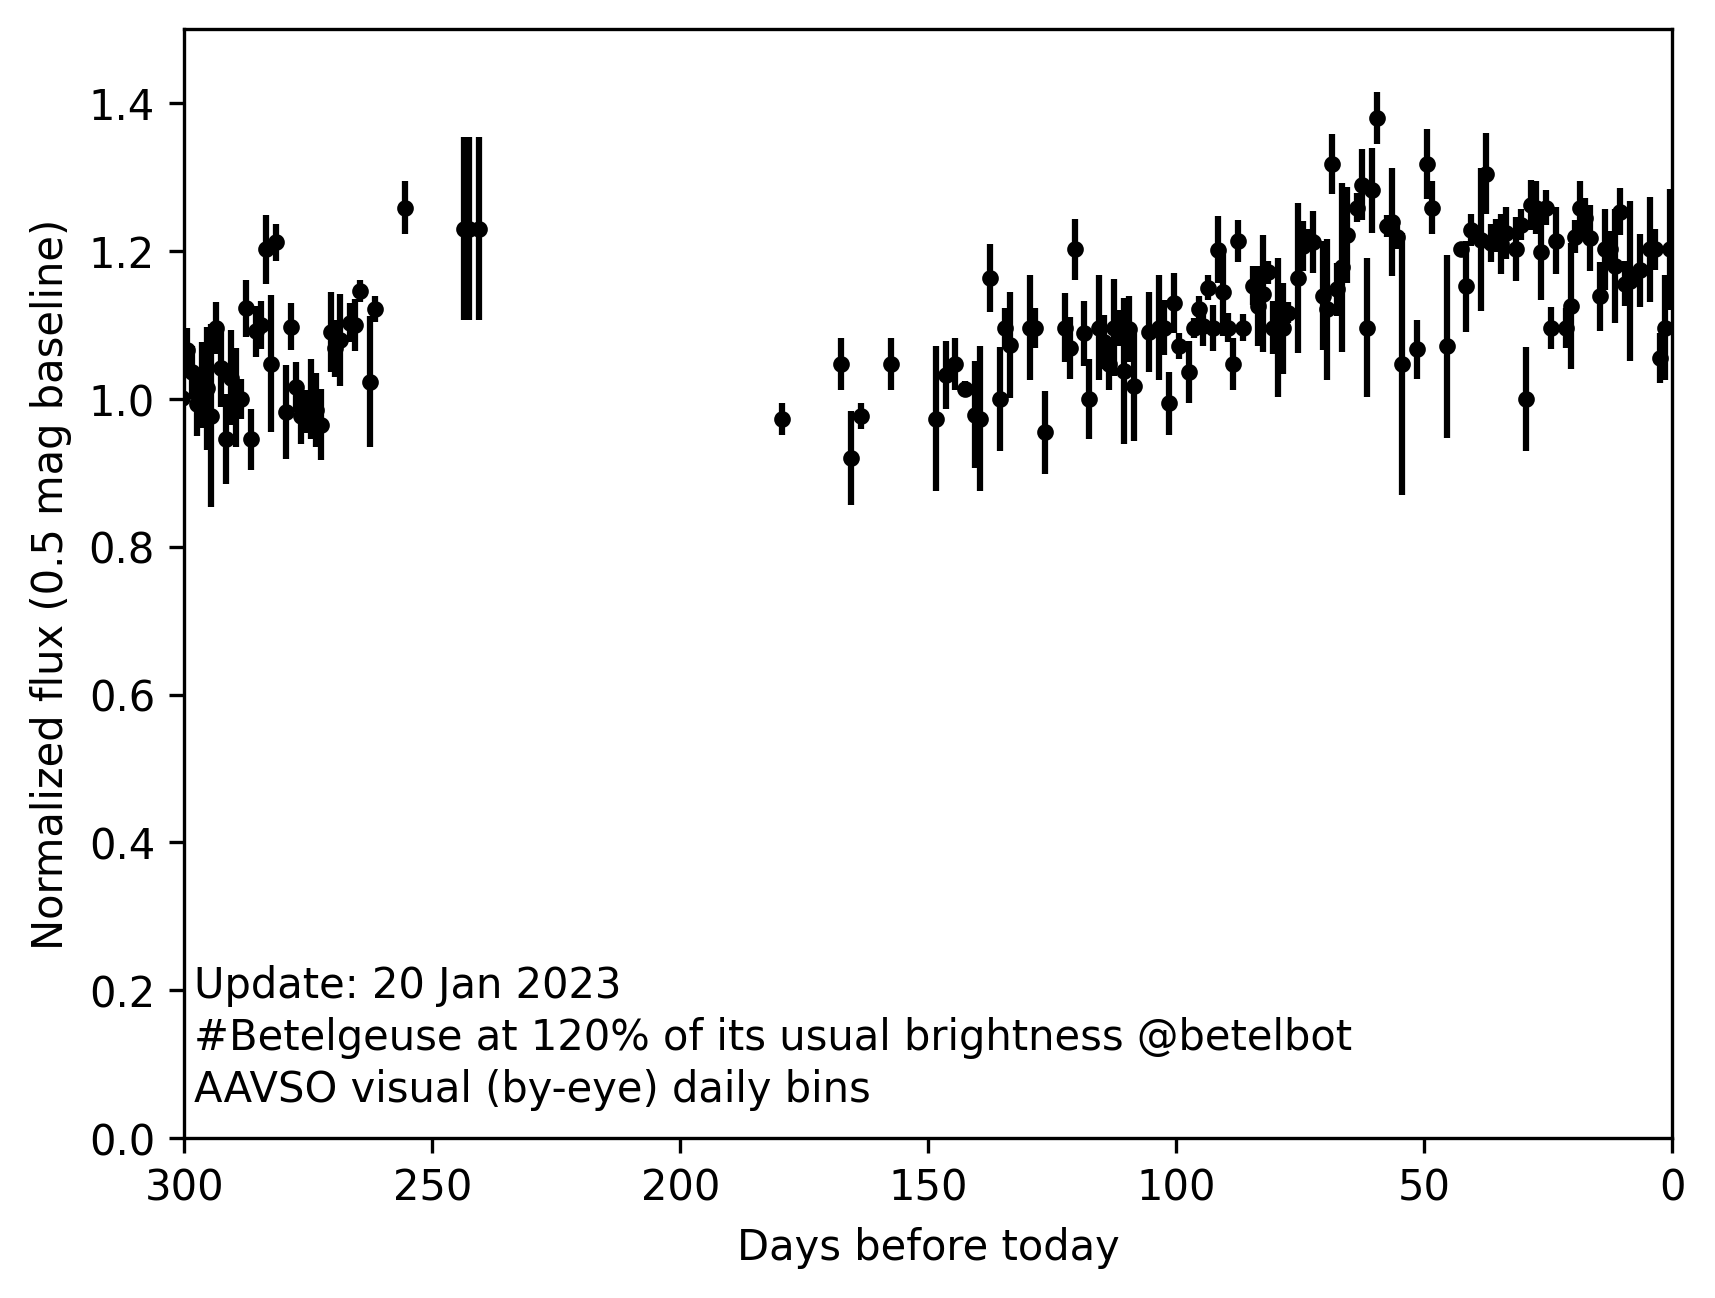 1.4
1.2
1.0
0.8
0.6
0.4
0.2
0.0
Normalized flux (0.5 mag baseline)
Update: 20 Jan 2023
#Betelgeuse at 120% of its usual brightness @betelbot
AAVSO visual (by-eye) daily bins
300 250 200 150 100 50 0
Days before today